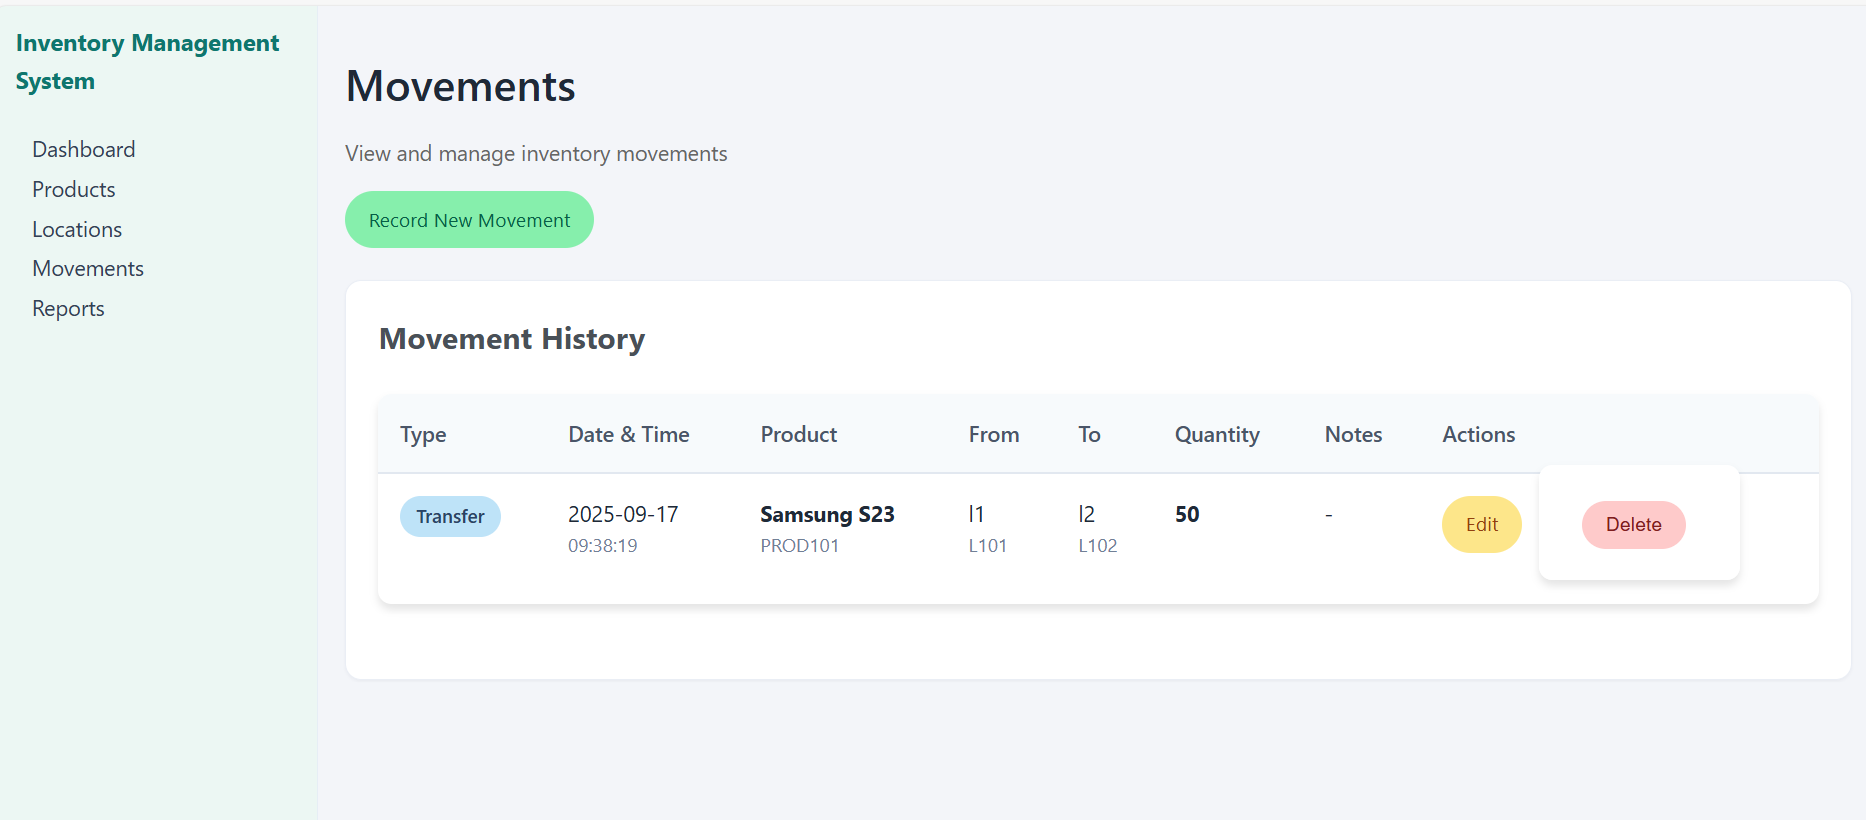 Inventory Management
System
Dashboard
Products
Locations
Movements
Reports
Movements
View and manage inventory movements
Record New Movement
Movement History
Type Date & Time Product From To Quantity Notes Actions
Transfer 2025-09-17 Samsung S23 l1 l2 50 - Edit Delete
09:38:19 PROD101 L101 L102